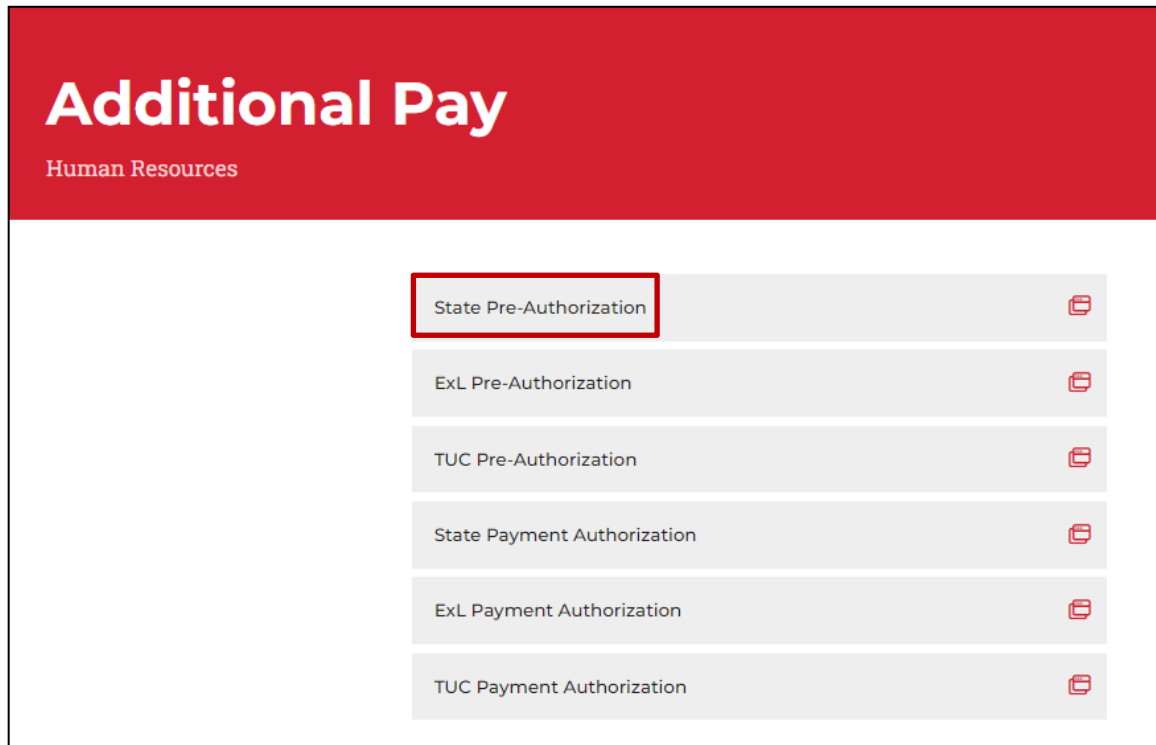 Additional Pay
Human Resources
State Pre-Authorization
ExL Pre-Authorization
TUC Pre-Authorization
State Payment Authorization
ExL Payment Authorization
TUC Payment Authorization